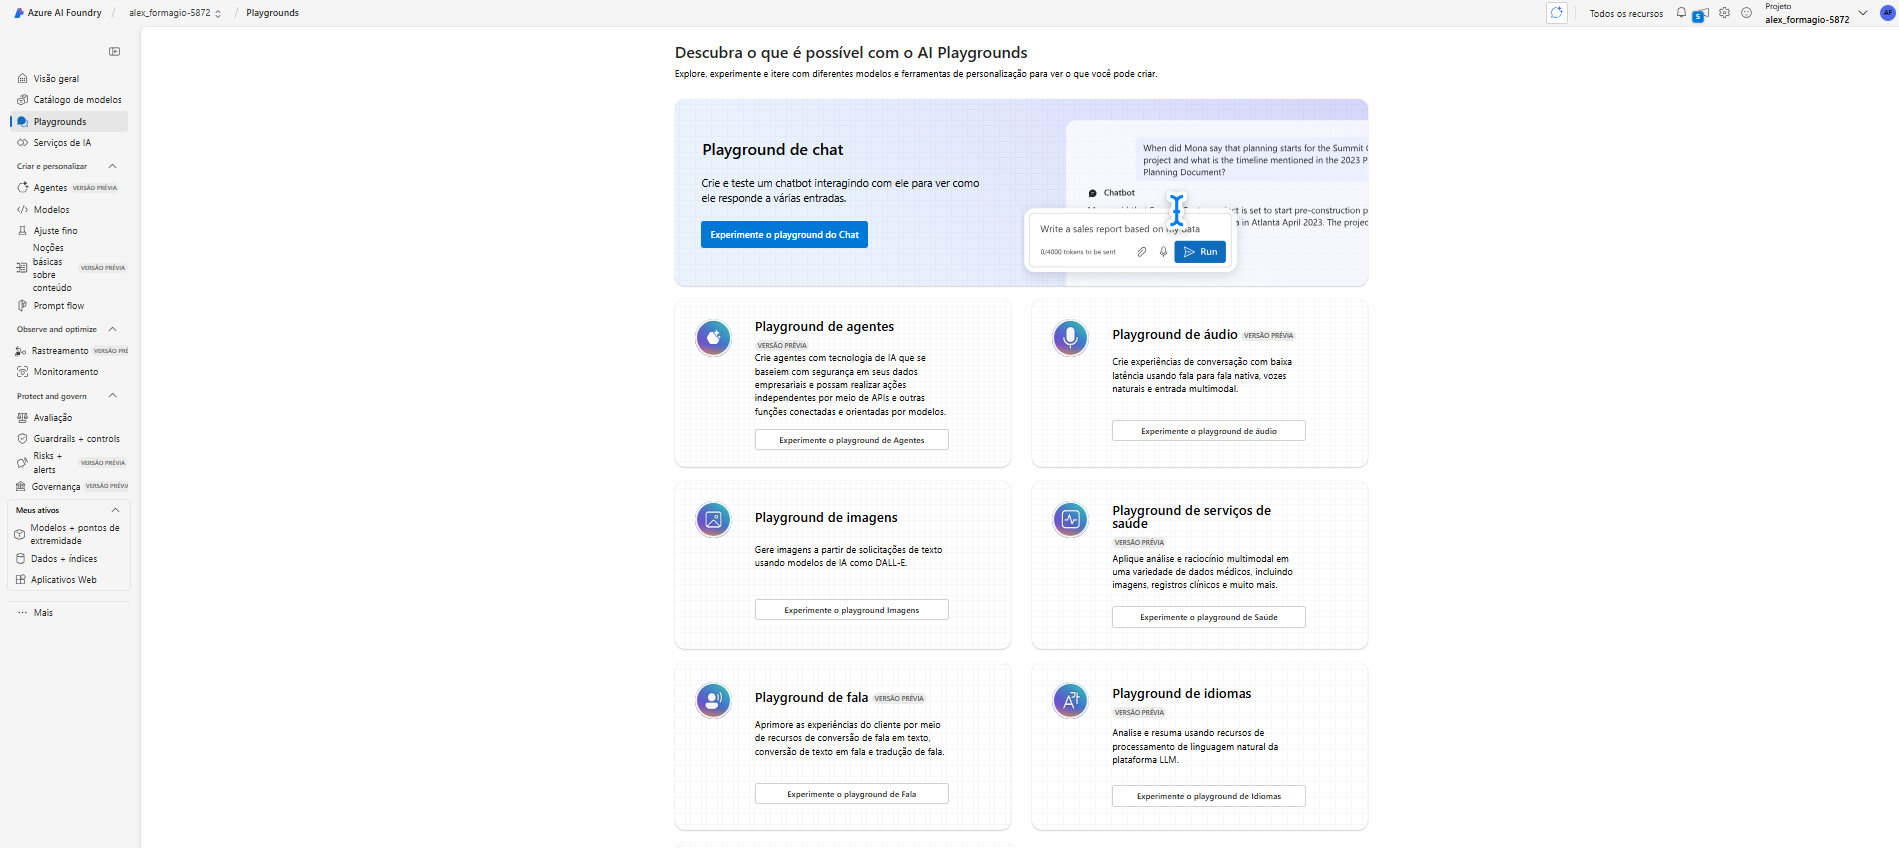 Azure AI Foundry / alex_formagio-5872 / Playgrounds
Todos os recursos
5
Projeto
alex_formagio-5872
AF
Visão geral
Catálogo de modelos
Playgrounds
Serviços de IA
Criar e personalizar
Agentes VERSÃO PRÉVIA
Modelos
Ajuste fino
Noções
básicas
sobre
conteúdo
VERSÃO PRÉVIA
Prompt flow
Observe and optimize
Rastreamento VERSÃO PRÉ
Monitoramento
Protect and govern
Avaliação
Guardrails + controls
Risks +
alerts
VERSÃO PRÉVIA
Governança VERSÃO PRÉVI
Meus ativos
Modelos + pontos de
extremidade
Dados + índices
Aplicativos Web
Mais
Descubra o que é possível com o AI Playgrounds
Explore, experimente e itere com diferentes modelos e ferramentas de personalização para ver o que você pode criar.
Playground de chat
Crie e teste um chatbot interagindo com ele para ver como
ele responde a várias entradas.
Experimente o playground do Chat
When did Mona say that planning starts for the Summit
project and what is the timeline mentioned in the 2023 P
Planning Document?
Chatbot
is set to start pre-construction p
in Atlanta April 2023. The projec
Write a sales report based on my data
0/4000 tokens to be sent
Run
Playground de agentes
VERSÃO PRÉVIA
Crie agentes com tecnologia de IA que se
baseiem com segurança em seus dados
empresariais e possam realizar ações
independentes por meio de APIs e outras
funções conectadas e orientadas por modelos.
Experimente o playground de Agentes
Playground de áudio VERSÃO PRÉVIA
Crie experiências de conversação com baixa
latência usando fala para fala nativa, vozes
naturais e entrada multimodal.
Experimente o playground de áudio
Playground de imagens
Gere imagens a partir de solicitações de texto
usando modelos de IA como DALL-E.
Experimente o playground Imagens
Playground de serviços de
saúde
VERSÃO PRÉVIA
Aplique análise e raciocínio multimodal em
uma variedade de dados médicos, incluindo
imagens, registros clínicos e muito mais.
Experimente o playground de Saúde
Playground de fala VERSÃO PRÉVIA
Aprimore as experiências do cliente por meio
de recursos de conversão de fala em texto,
conversão de texto em fala e tradução de fala.
Experimente o playground de Fala
Playground de idiomas
VERSÃO PRÉVIA
Analise e resuma usando recursos de
processamento de linguagem natural da
plataforma LLM.
Experimente o playground de Idiomas